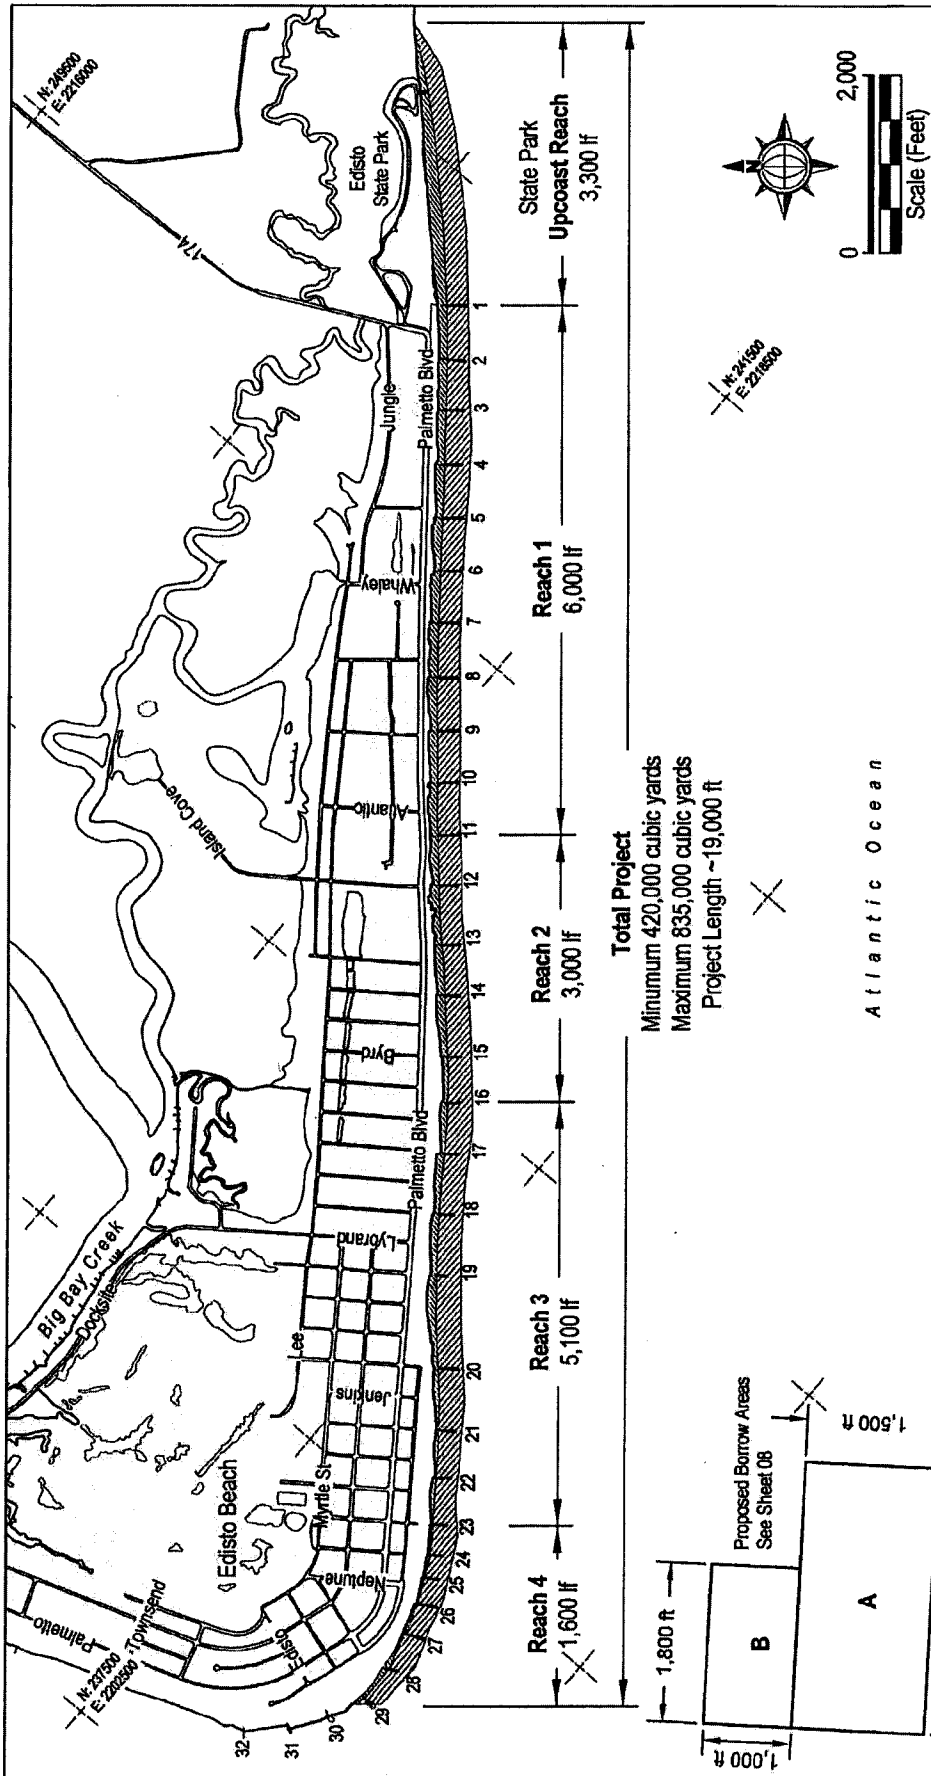 N: 249500
E: 2216000
174
Edisto
State Park
Jungle
Palmetto Blvd
Whaley
Island Cove
Atlantic
Byrd
Palmetto Blvd
Lybrand
Big Bay Creek
Docksite
Lee
Jenkins
Myrtle St
Edisto Beach
Neptune
Edisto
Townsend
Palmetto
N: 237500
E: 2202500
1
2
3
4
5
6
7
8
9
10
11
12
13
14
15
16
17
18
19
20
21
22
23
24
25
26
27
28
29
30
31
32
State Park
Upcoast Reach
3,300 lf
Reach 1
6,000 lf
Reach 2
3,000 lf
Reach 3
5,100 lf
Reach 4
1,600 lf
Total Project
Minumum 420,000 cubic yards
Maximum 835,000 cubic yards
Project Length ~19,000 ft
N
0
2,000
Scale (Feet)
N: 241500
E: 2218500
Atlantic Ocean
Proposed Borrow Areas
See Sheet 08
1,800 ft
1,000 ft
1,500 ft
B
A